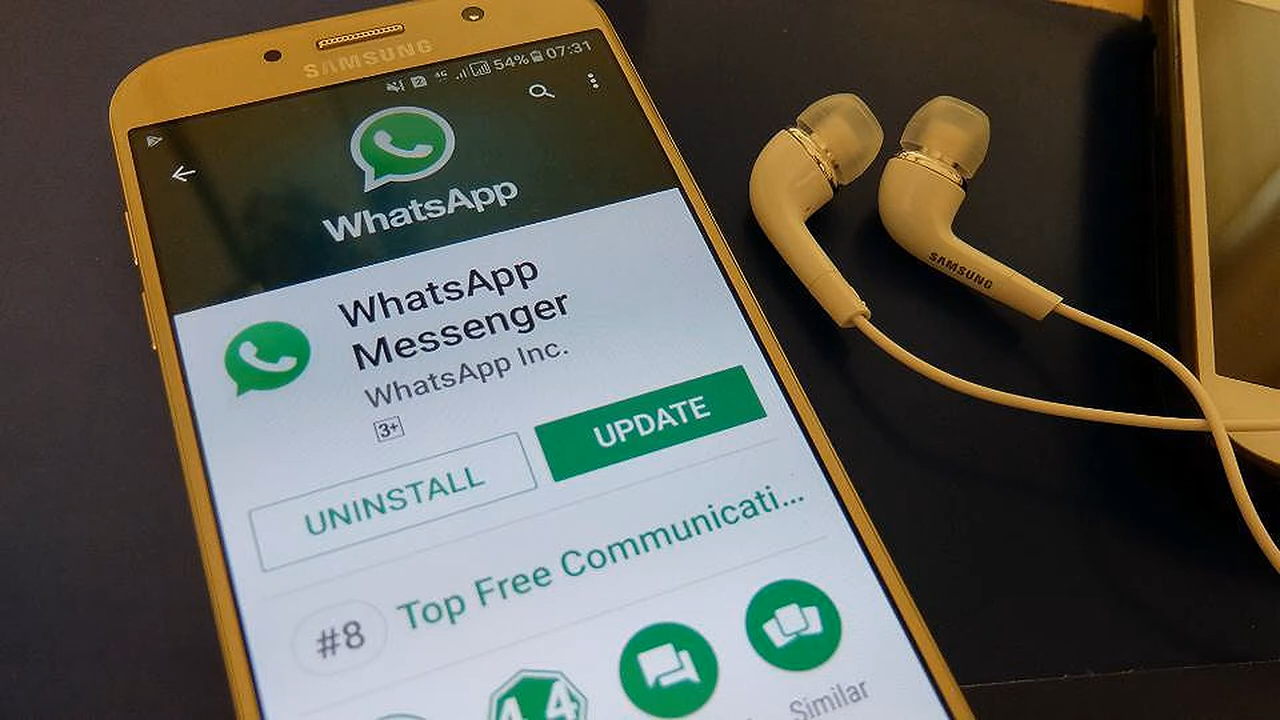 SAMSUNG
4G 54% 07:31
WhatsApp
WhatsApp
Messenger
WhatsApp Inc.
3+
UNINSTALL
UPDATE
#8
Top Free Communicati...
4.4
Similar
SAMSUNG